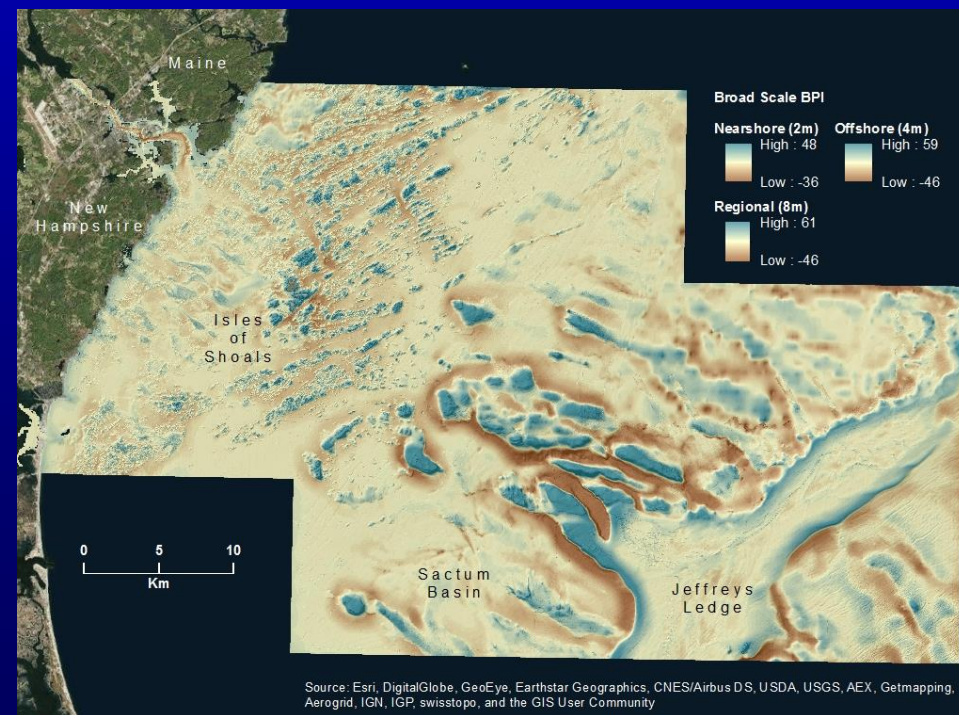 Maine
New
Hampshire
Isles
of
Shoals
Broad Scale BPI
Nearshore (2m) Offshore (4m)
High : 48 High : 59
Low : -36 Low : -46
Regional (8m)
High : 61
Low : -46
0 5 10
Km
Sactum
Basin
Jeffreys
Ledge
Source: Esri, DigitalGlobe, GeoEye, Earthstar Geographics, CNES/Airbus DS, USDA, USGS, AEX, Getmapping,
Aerogrid, IGN, IGP, swisstopo, and the GIS User Community